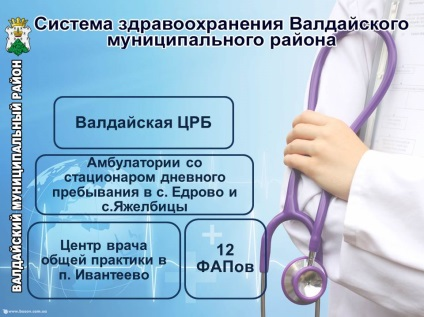 Система здравоохранения Валдайского
муниципального района
ВАЛДАЙСКИЙ МУНИЦИПАЛЬНЫЙ РАЙОН
Валдайская ЦРБ
Амбулатории со
стационаром дневного
пребывания в с. Едрово и
с.Яжелбицы
Центр врача
общей практики в
п. Ивантеево
12
ФАПов